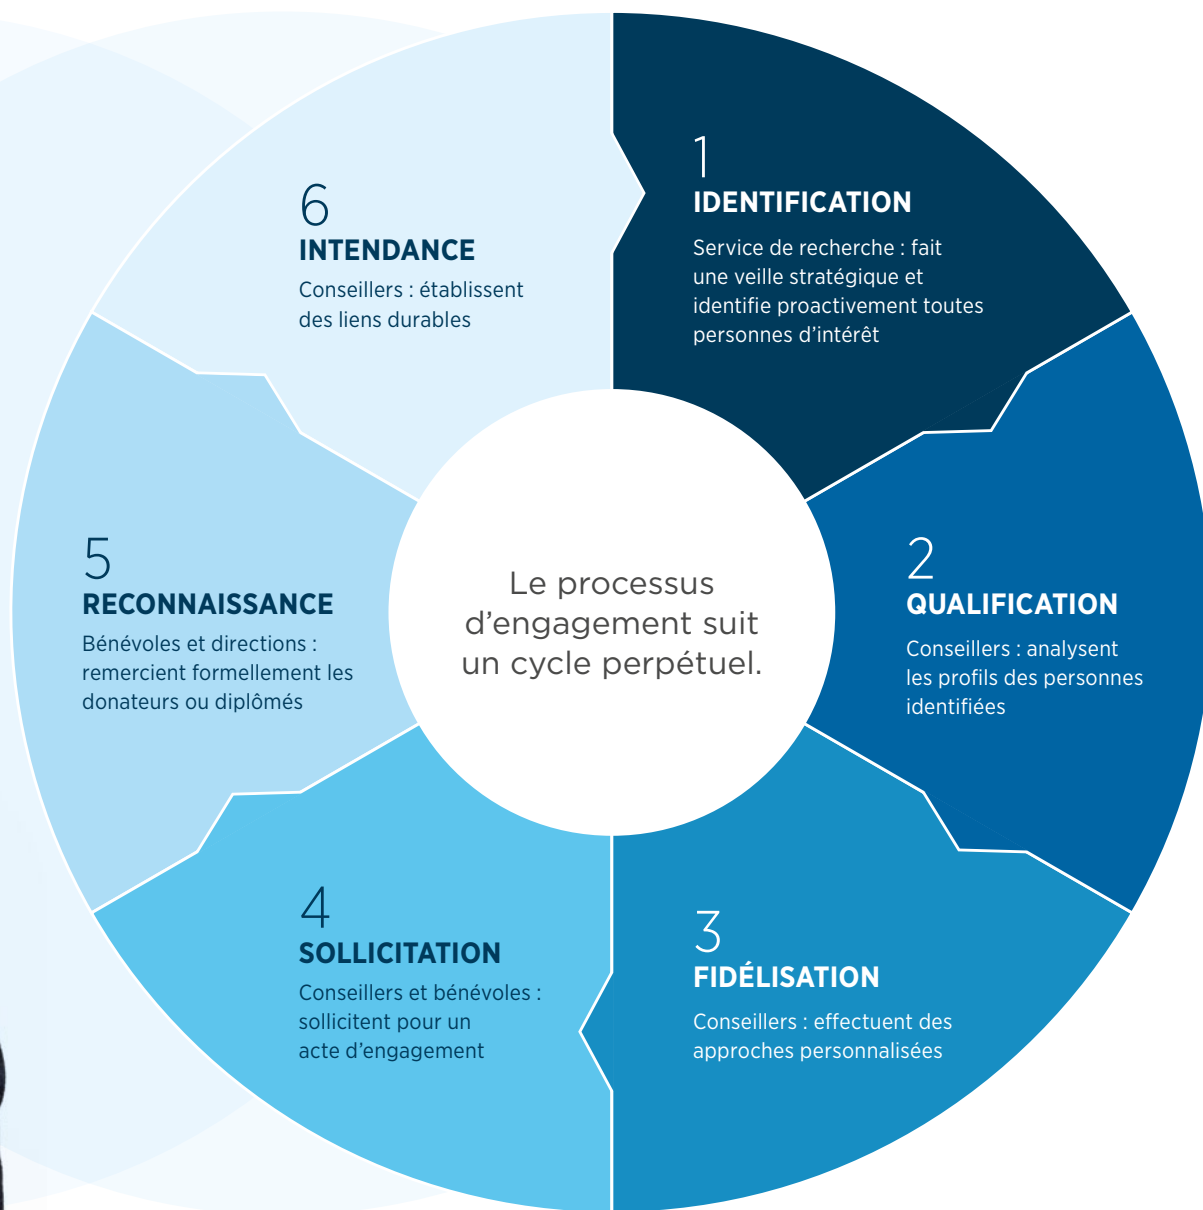 1
IDENTIFICATION
Service de recherche : fait
une veille stratégique et
identifie proactivement toutes
personnes d’intérêt
2
QUALIFICATION
Conseillers : analysent
les profils des personnes
identifiées
3
FIDÉLISATION
Conseillers : effectuent des
approches personnalisées
4
SOLLICITATION
Conseillers et bénévoles :
sollicitent pour un
acte d’engagement
5
RECONNAISSANCE
Bénévoles et directions :
remercient formellement les
donateurs ou diplômés
6
INTENDANCE
Conseillers : établissent
des liens durables
Le processus
d’engagement suit
un cycle perpétuel.